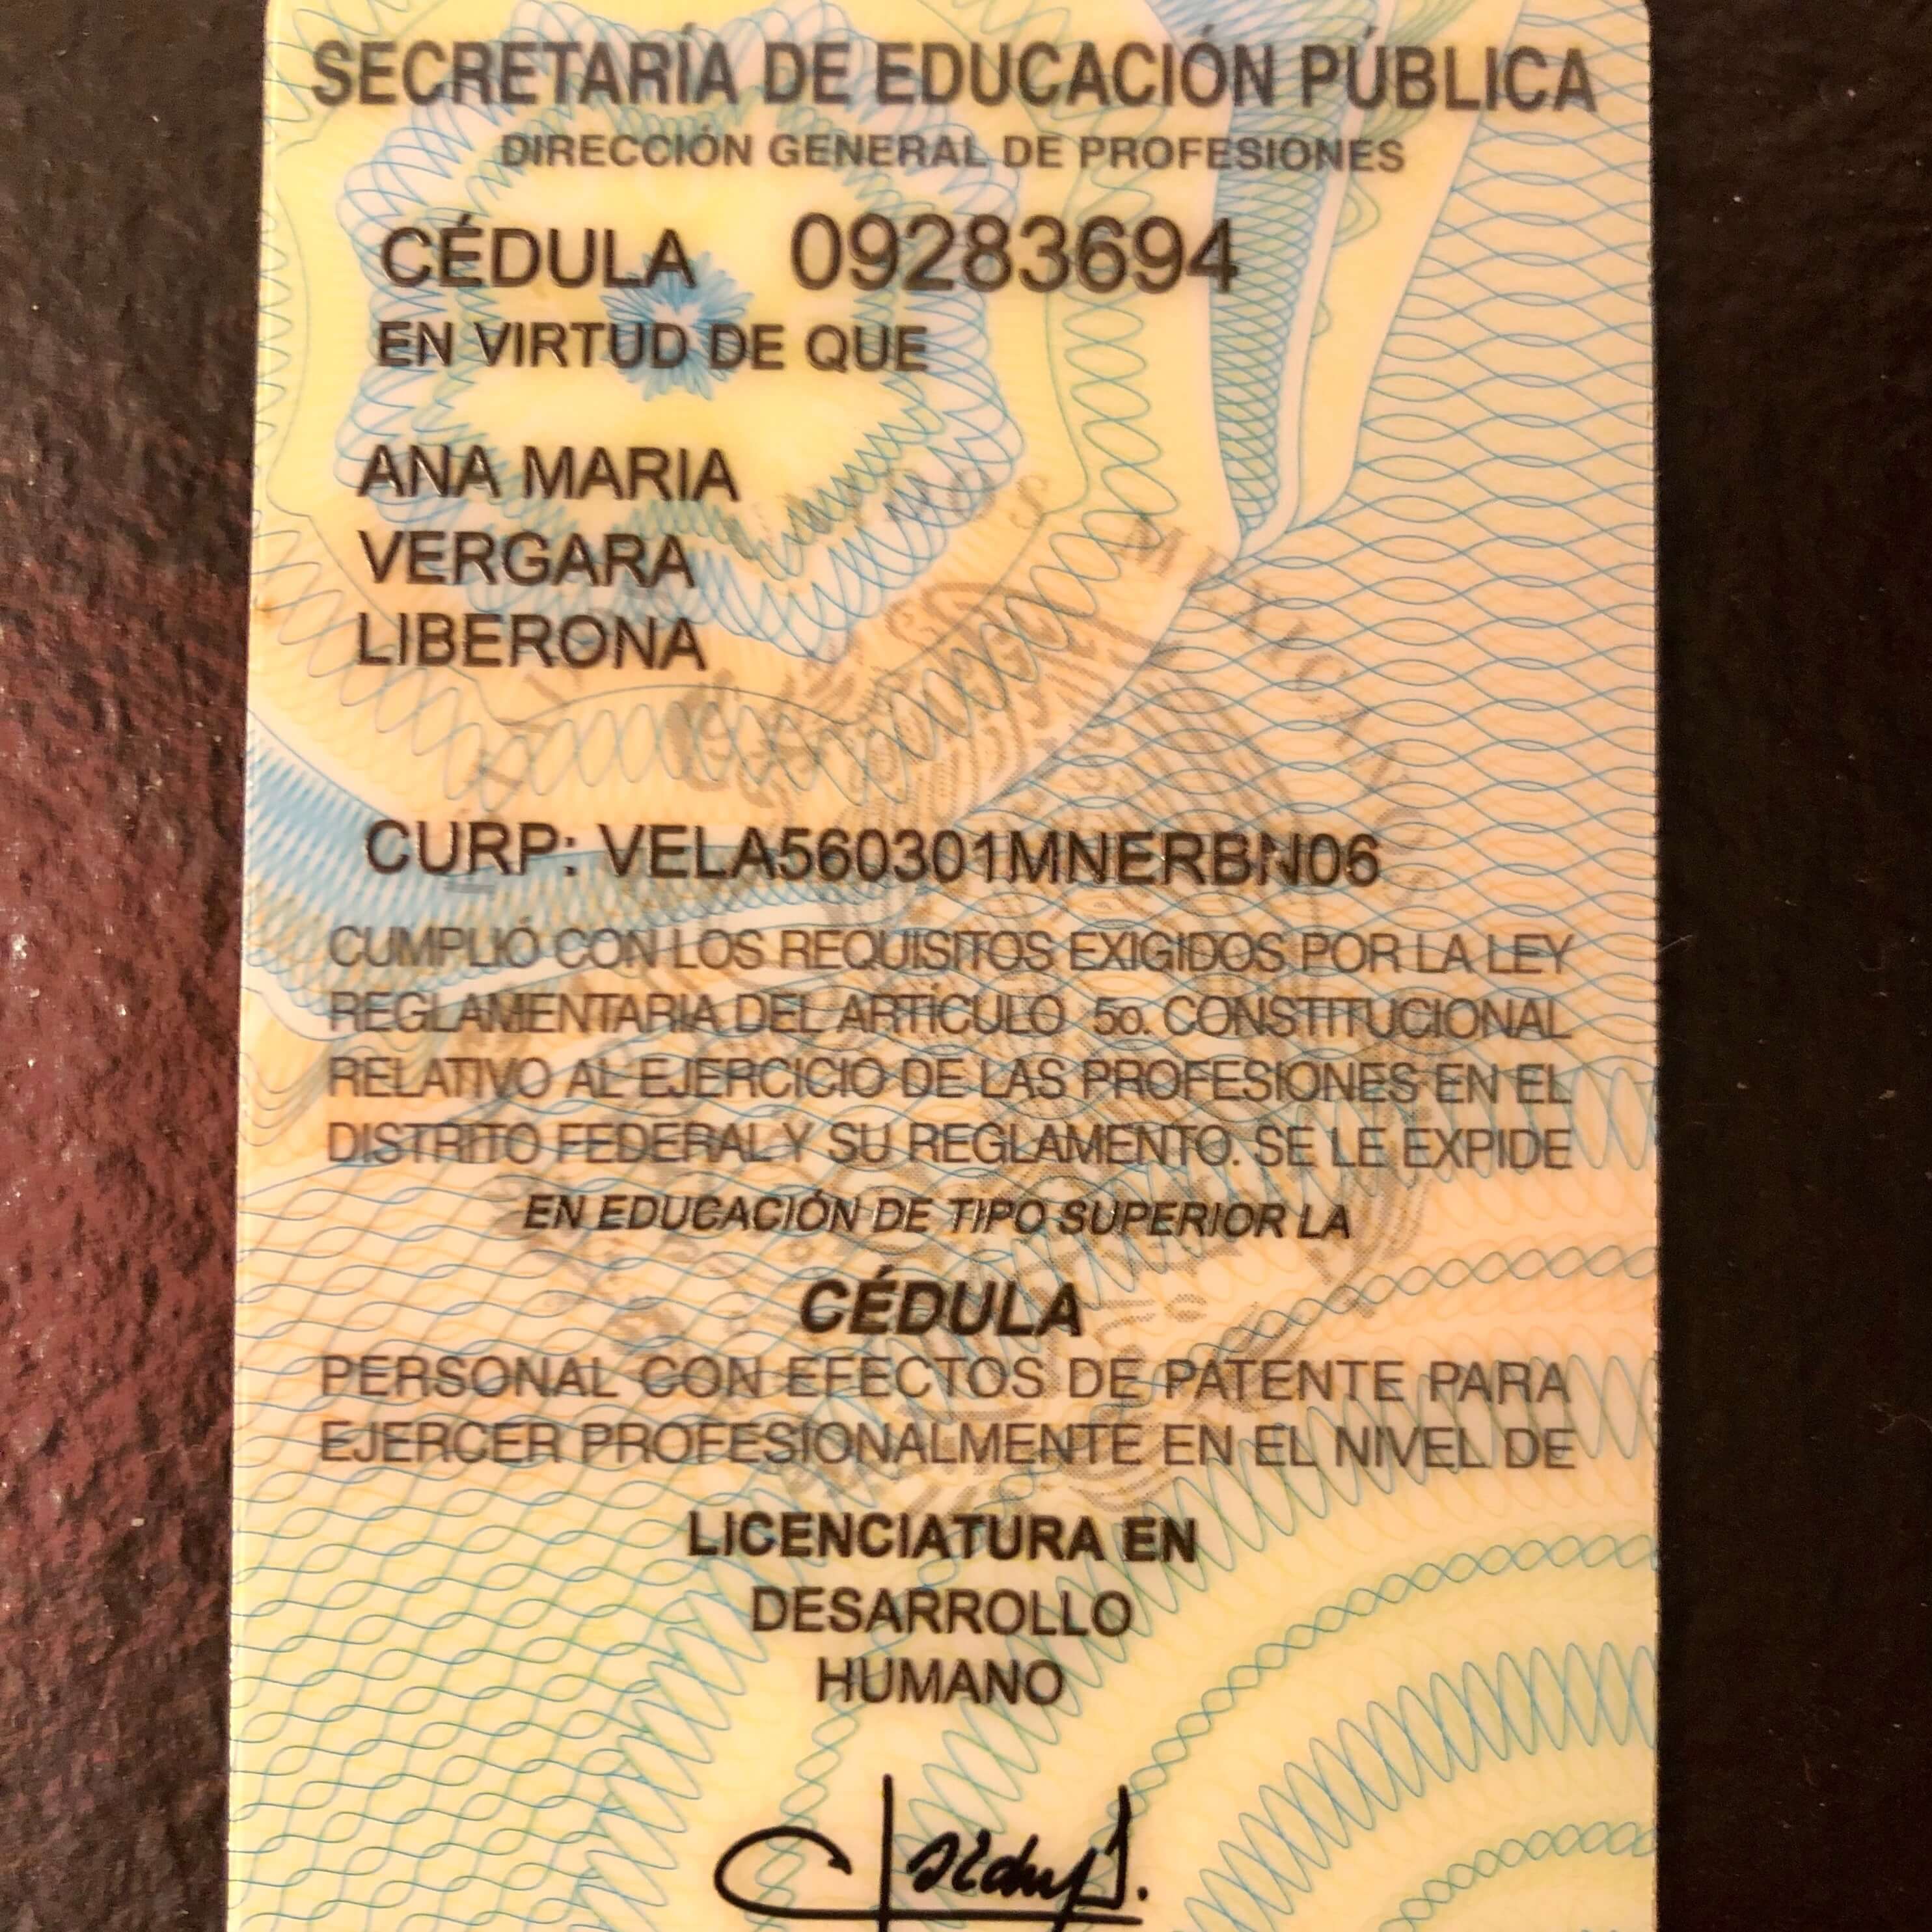 SECRETARÍA DE EDUCACIÓN PÚBLICA
DIRECCIÓN GENERAL DE PROFESIONES
CÉDULA 09283694
EN VIRTUD DE QUE
ANA MARIA
VERGARA
LIBERONA
MEXICANOS
CURP: VELA560301MNERBN06
CUMPLIÓ CON LOS REQUISITOS EXIGIDOS POR LA LEY
REGLAMENTARIA DEL ARTÍCULO 5o. CONSTITUCIONAL
RELATIVO AL EJERCICIO DE LAS PROFESIONES EN EL
DISTRITO FEDERAL Y SU REGLAMENTO. SE LE EXPIDE
EN EDUCACIÓN DE TIPO SUPERIOR LA
CÉDULA
PERSONAL CON EFECTOS DE PATENTE PARA
EJERCER PROFESIONALMENTE EN EL NIVEL DE
LICENCIATURA EN
DESARROLLO
HUMANO